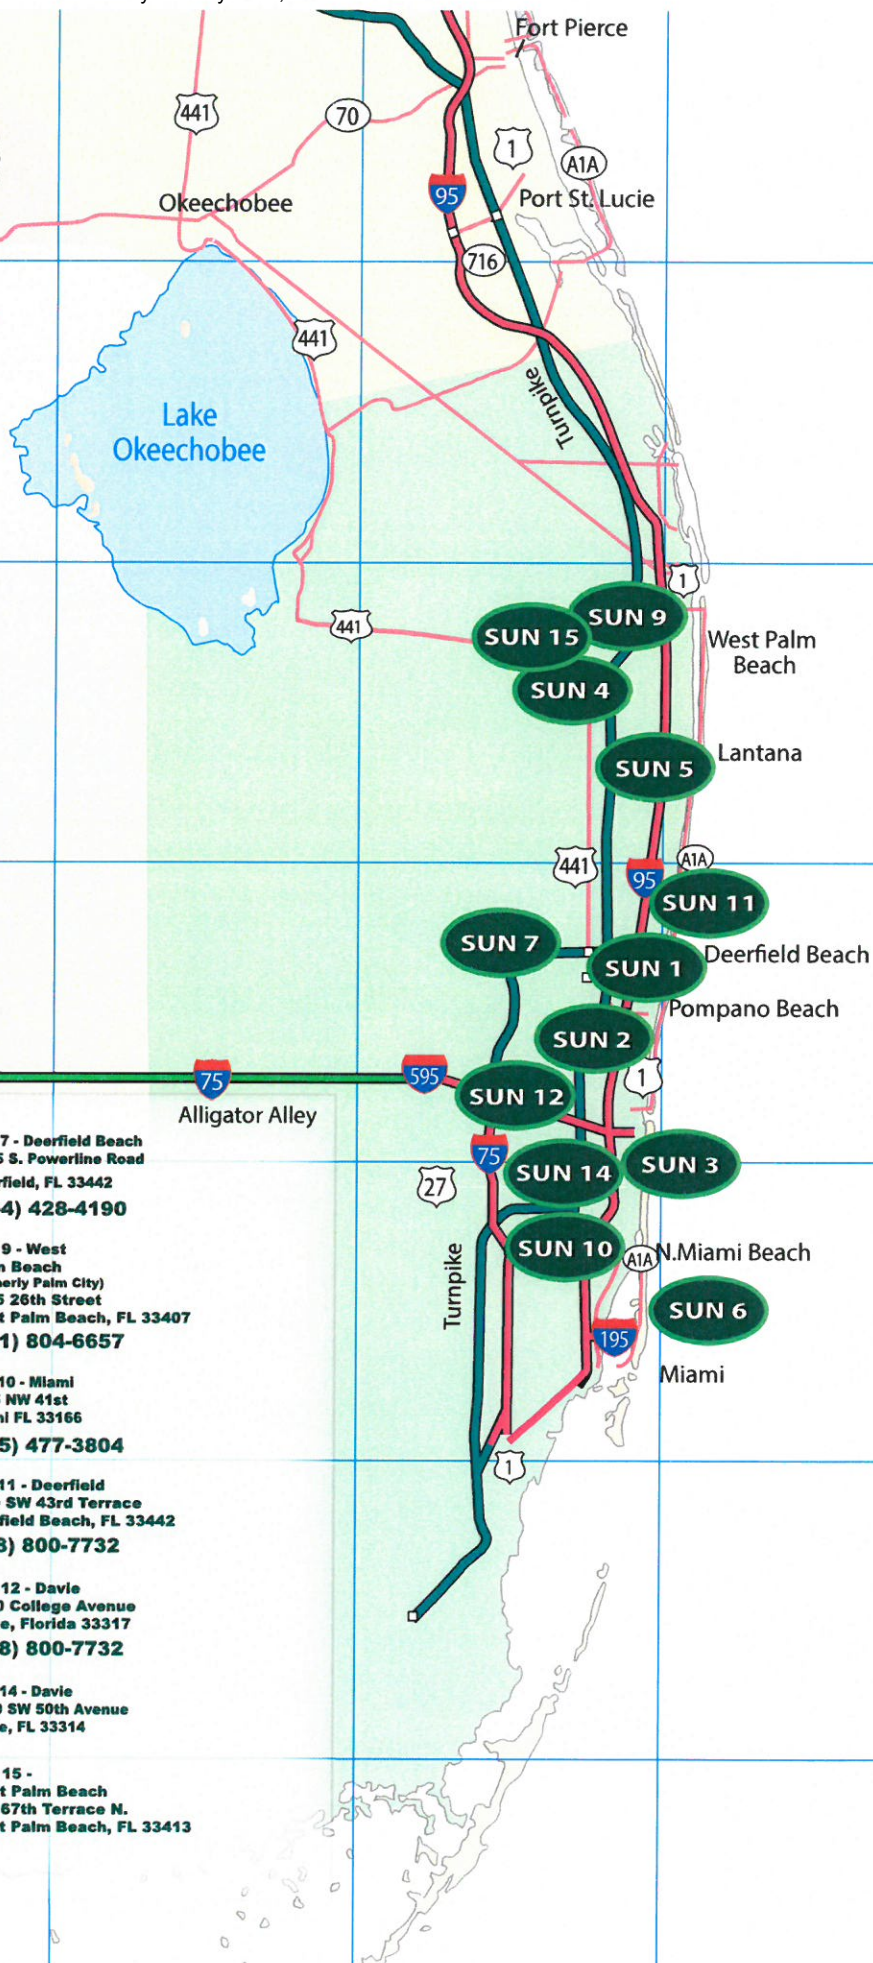 Fort Pierce
441
70
1
A1A
95
Okeechobee
Port St. Lucie
716
441
Turnpike
Lake
Okeechobee
1
SUN 9
441
SUN 15
West Palm
Beach
SUN 4
Lantana
SUN 5
441
A1A
95
SUN 11
SUN 7
Deerfield Beach
SUN 1
Pompano Beach
SUN 2
75
595
1
SUN 12
Alligator Alley
7 - Deerfield Beach
S. Powerline Road
field, FL 33442
4) 428-4190
75
SUN 3
SUN 14
27
9 - West
Beach
erly Palm City)
26th Street
Palm Beach, FL 33407
1) 804-6657
Turnpike
SUN 10
A1A
N.Miami Beach
SUN 6
195
Miami
10 - Miami
NW 41st
FL 33166
5) 477-3804
1
11 - Deerfield
SW 43rd Terrace
field Beach, FL 33442
) 800-7732
12 - Davie
College Avenue
e, Florida 33317
8) 800-7732
14 - Davie
SW 50th Avenue
e, FL 33314
15 -
t Palm Beach
67th Terrace N.
t Palm Beach, FL 33413